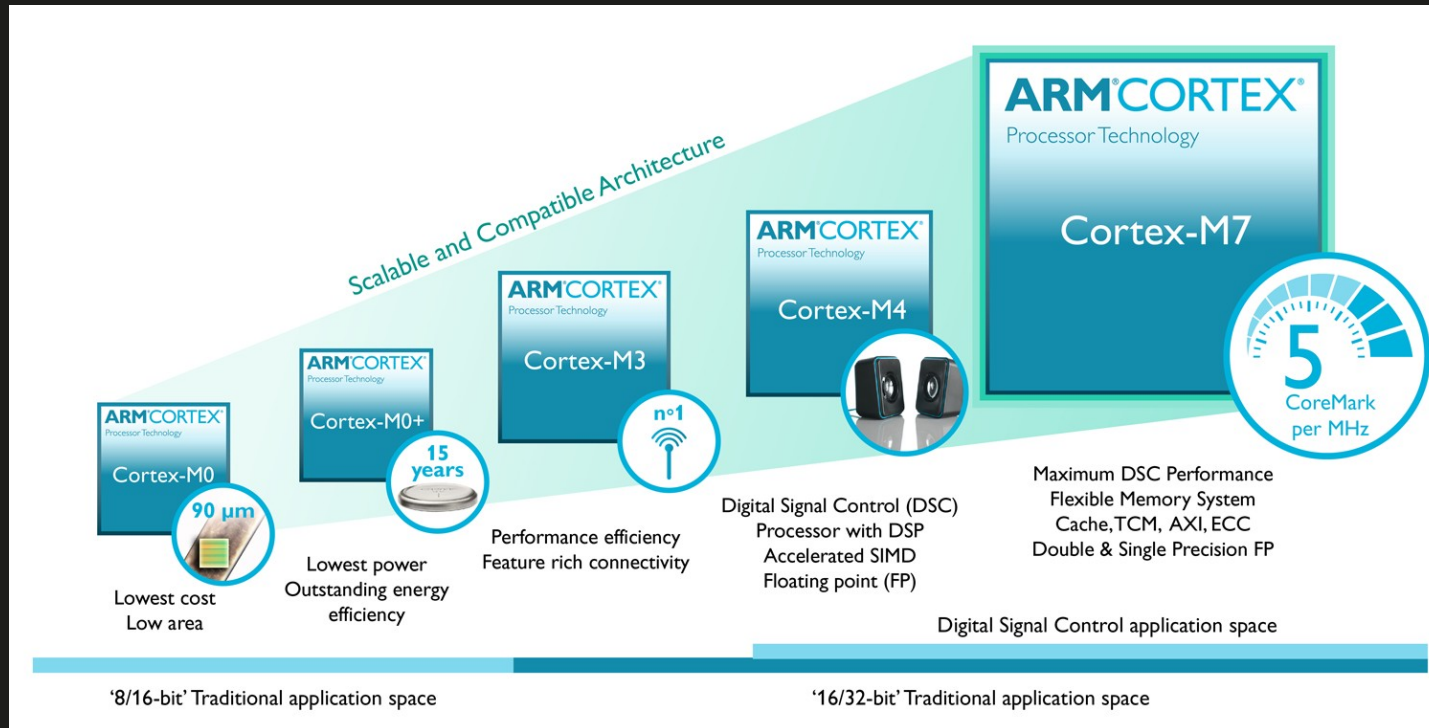 Scalable and Compatible Architecture
ARM®CORTEX®
Processor Technology
Cortex-M0
90 µm
Lowest cost
Low area
ARM®CORTEX®
Processor Technology
Cortex-M0+
15
years
Lowest power
Outstanding energy
efficiency
ARM®CORTEX®
Processor Technology
Cortex-M3
nº1
Performance efficiency
Feature rich connectivity
ARM®CORTEX®
Processor Technology
Cortex-M4
Digital Signal Control (DSC)
Processor with DSP
Accelerated SIMD
Floating point (FP)
ARM®CORTEX®
Processor Technology
Cortex-M7
5
CoreMark
per MHz
Maximum DSC Performance
Flexible Memory System
Cache, TCM, AXI, ECC
Double & Single Precision FP
Digital Signal Control application space
‘8/16-bit’ Traditional application space
‘16/32-bit’ Traditional application space